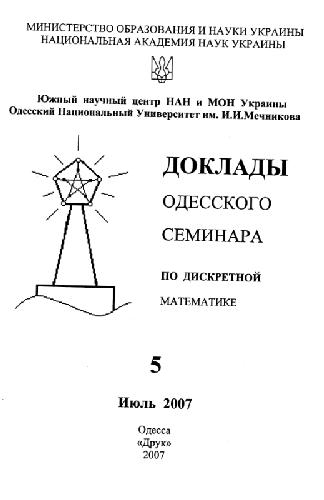 МИНИСТЕРСТВО ОБРАЗОВАНИЯ И НАУКИ УКРАИНЫ
НАЦИОНАЛЬНАЯ АКАДЕМИЯ НАУК УКРАИНЫ
Южный научный центр НАН и МОН Украины
Одесский Национальный Университет им. И.И.Мечникова
ДОКЛАДЫ
ОДЕССКОГО
СЕМИНАРА
ПО ДИСКРЕТНОЙ
МАТЕМАТИКЕ
5
Июль 2007
Одесса
«Друк»
2007